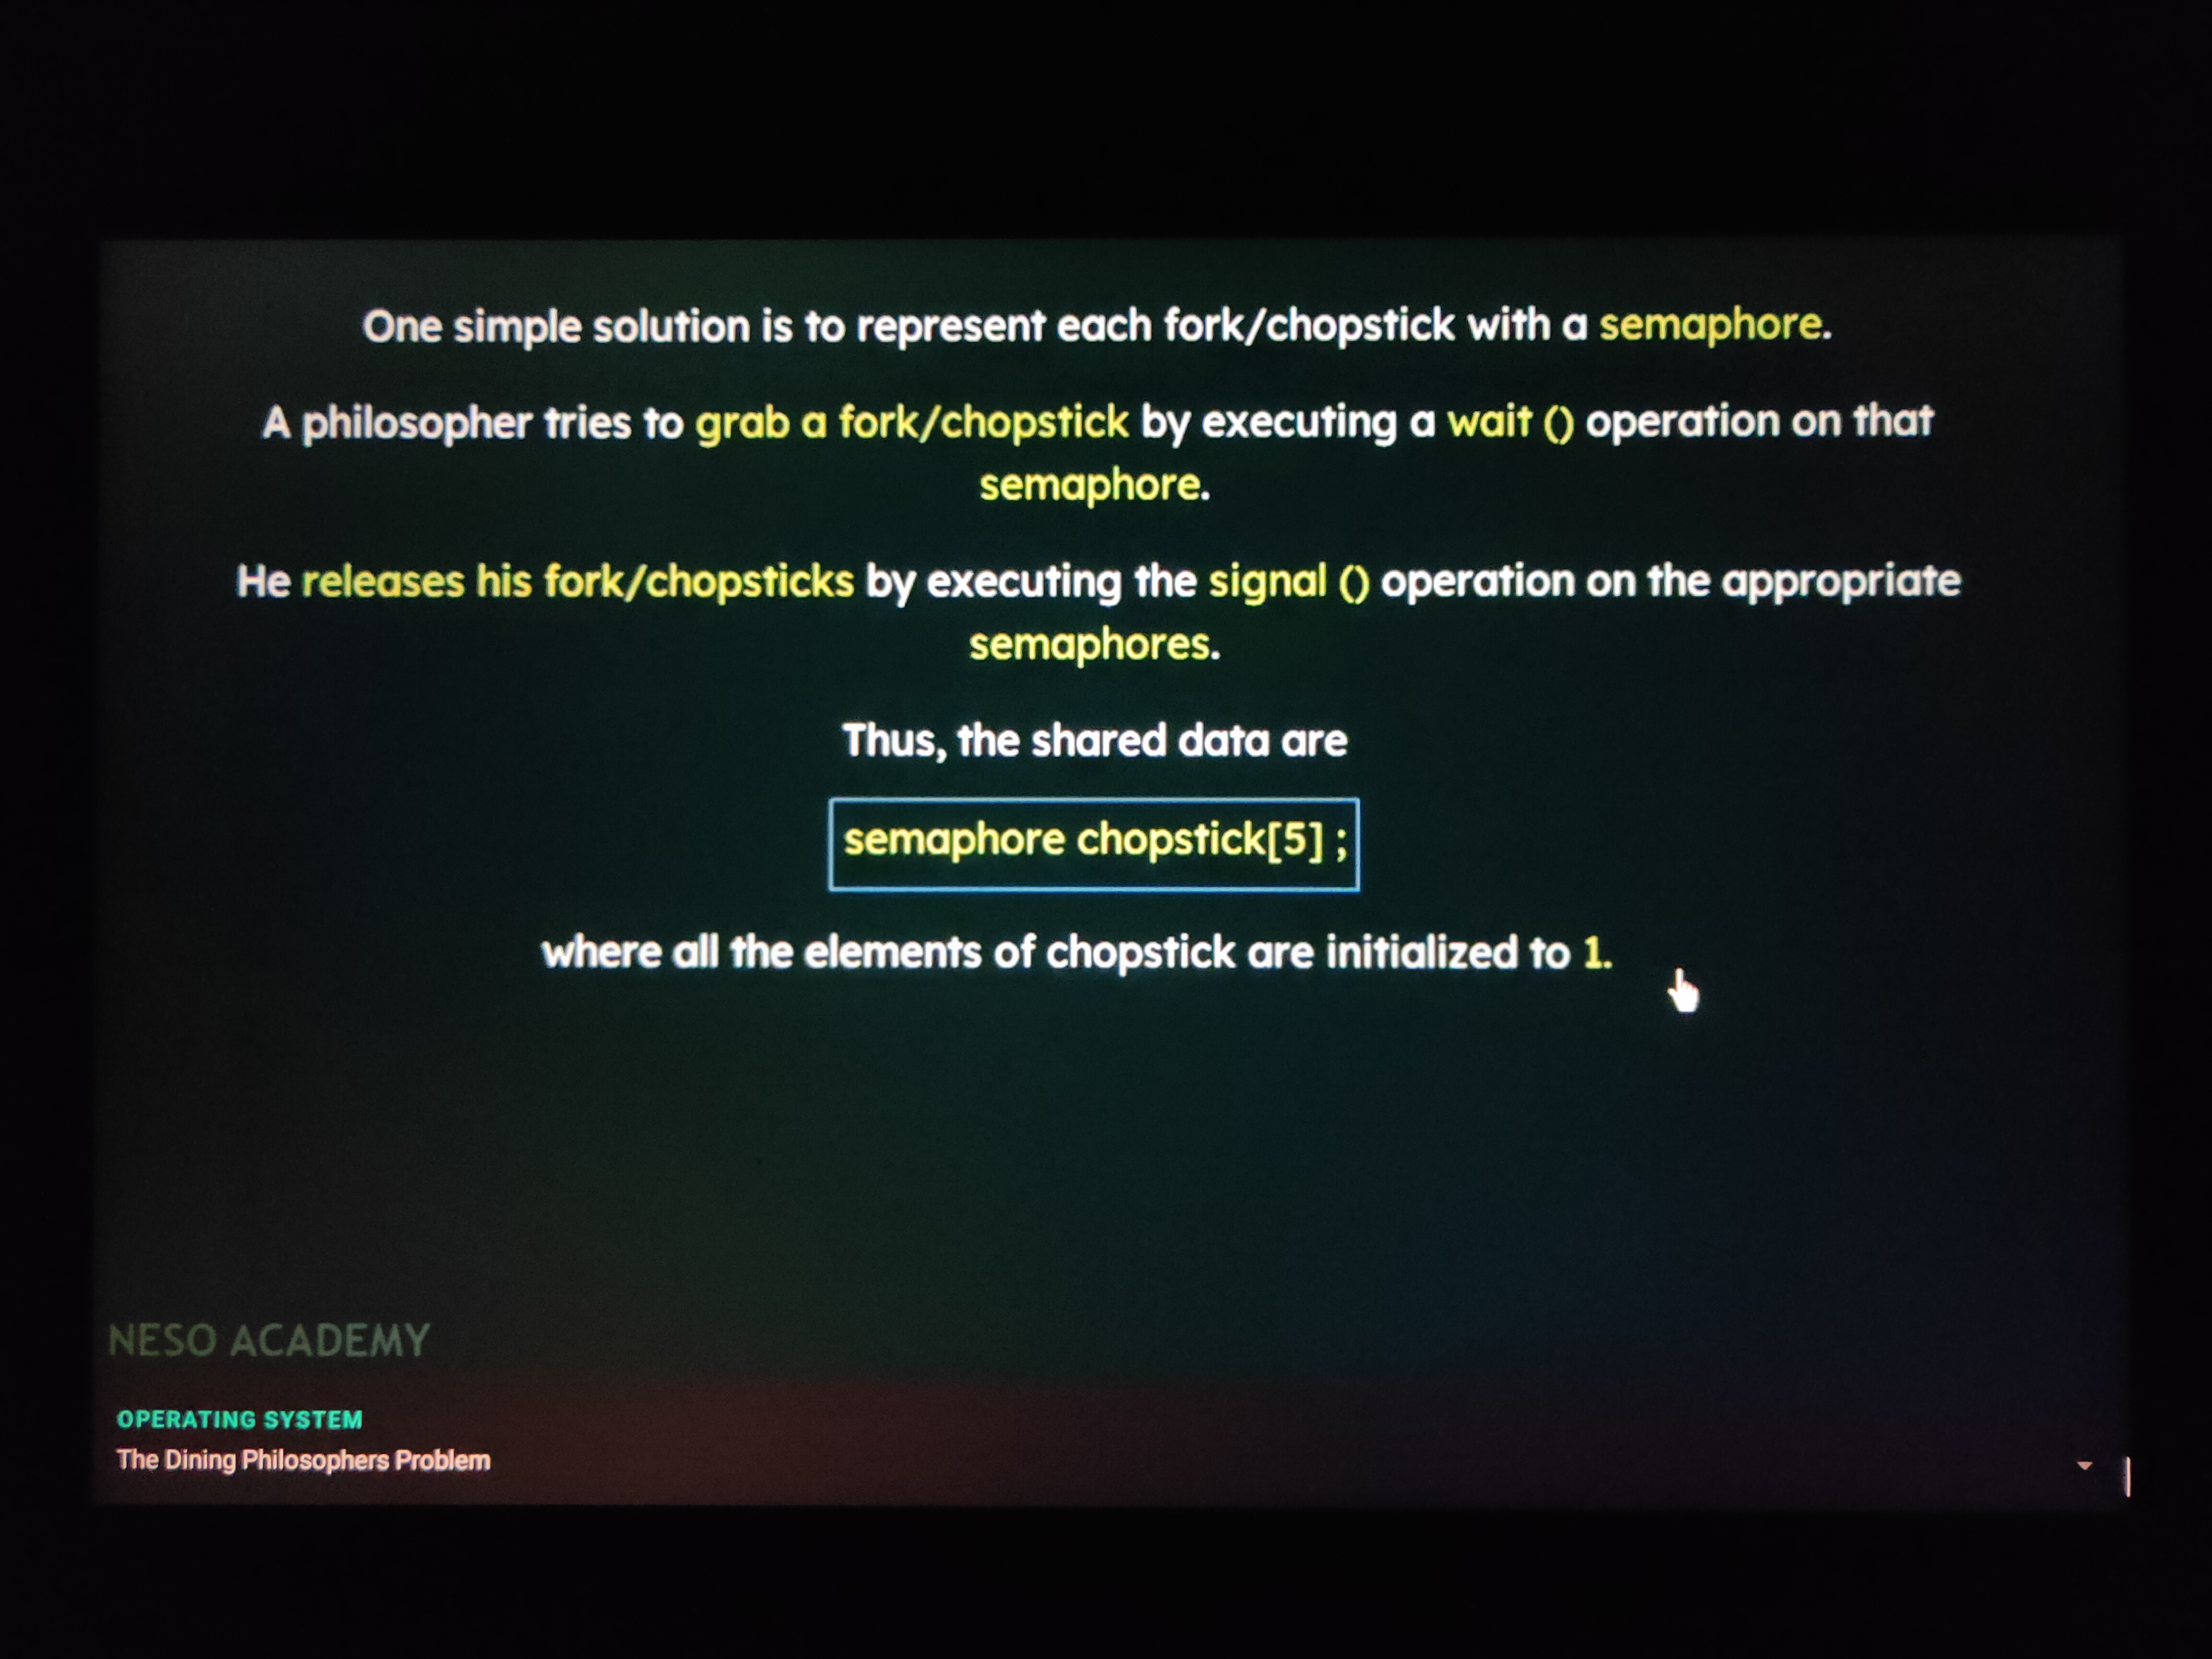 One simple solution is to represent each fork/chopstick with a semaphore.
A philosopher tries to grab a fork/chopstick by executing a wait () operation on that
semaphore.
He releases his fork/chopsticks by executing the signal () operation on the appropriate
semaphores.
Thus, the shared data are
semaphore chopstick[5] ;
where all the elements of chopstick are initialized to 1.
NESO ACADEMY
OPERATING SYSTEM
The Dining Philosophers Problem